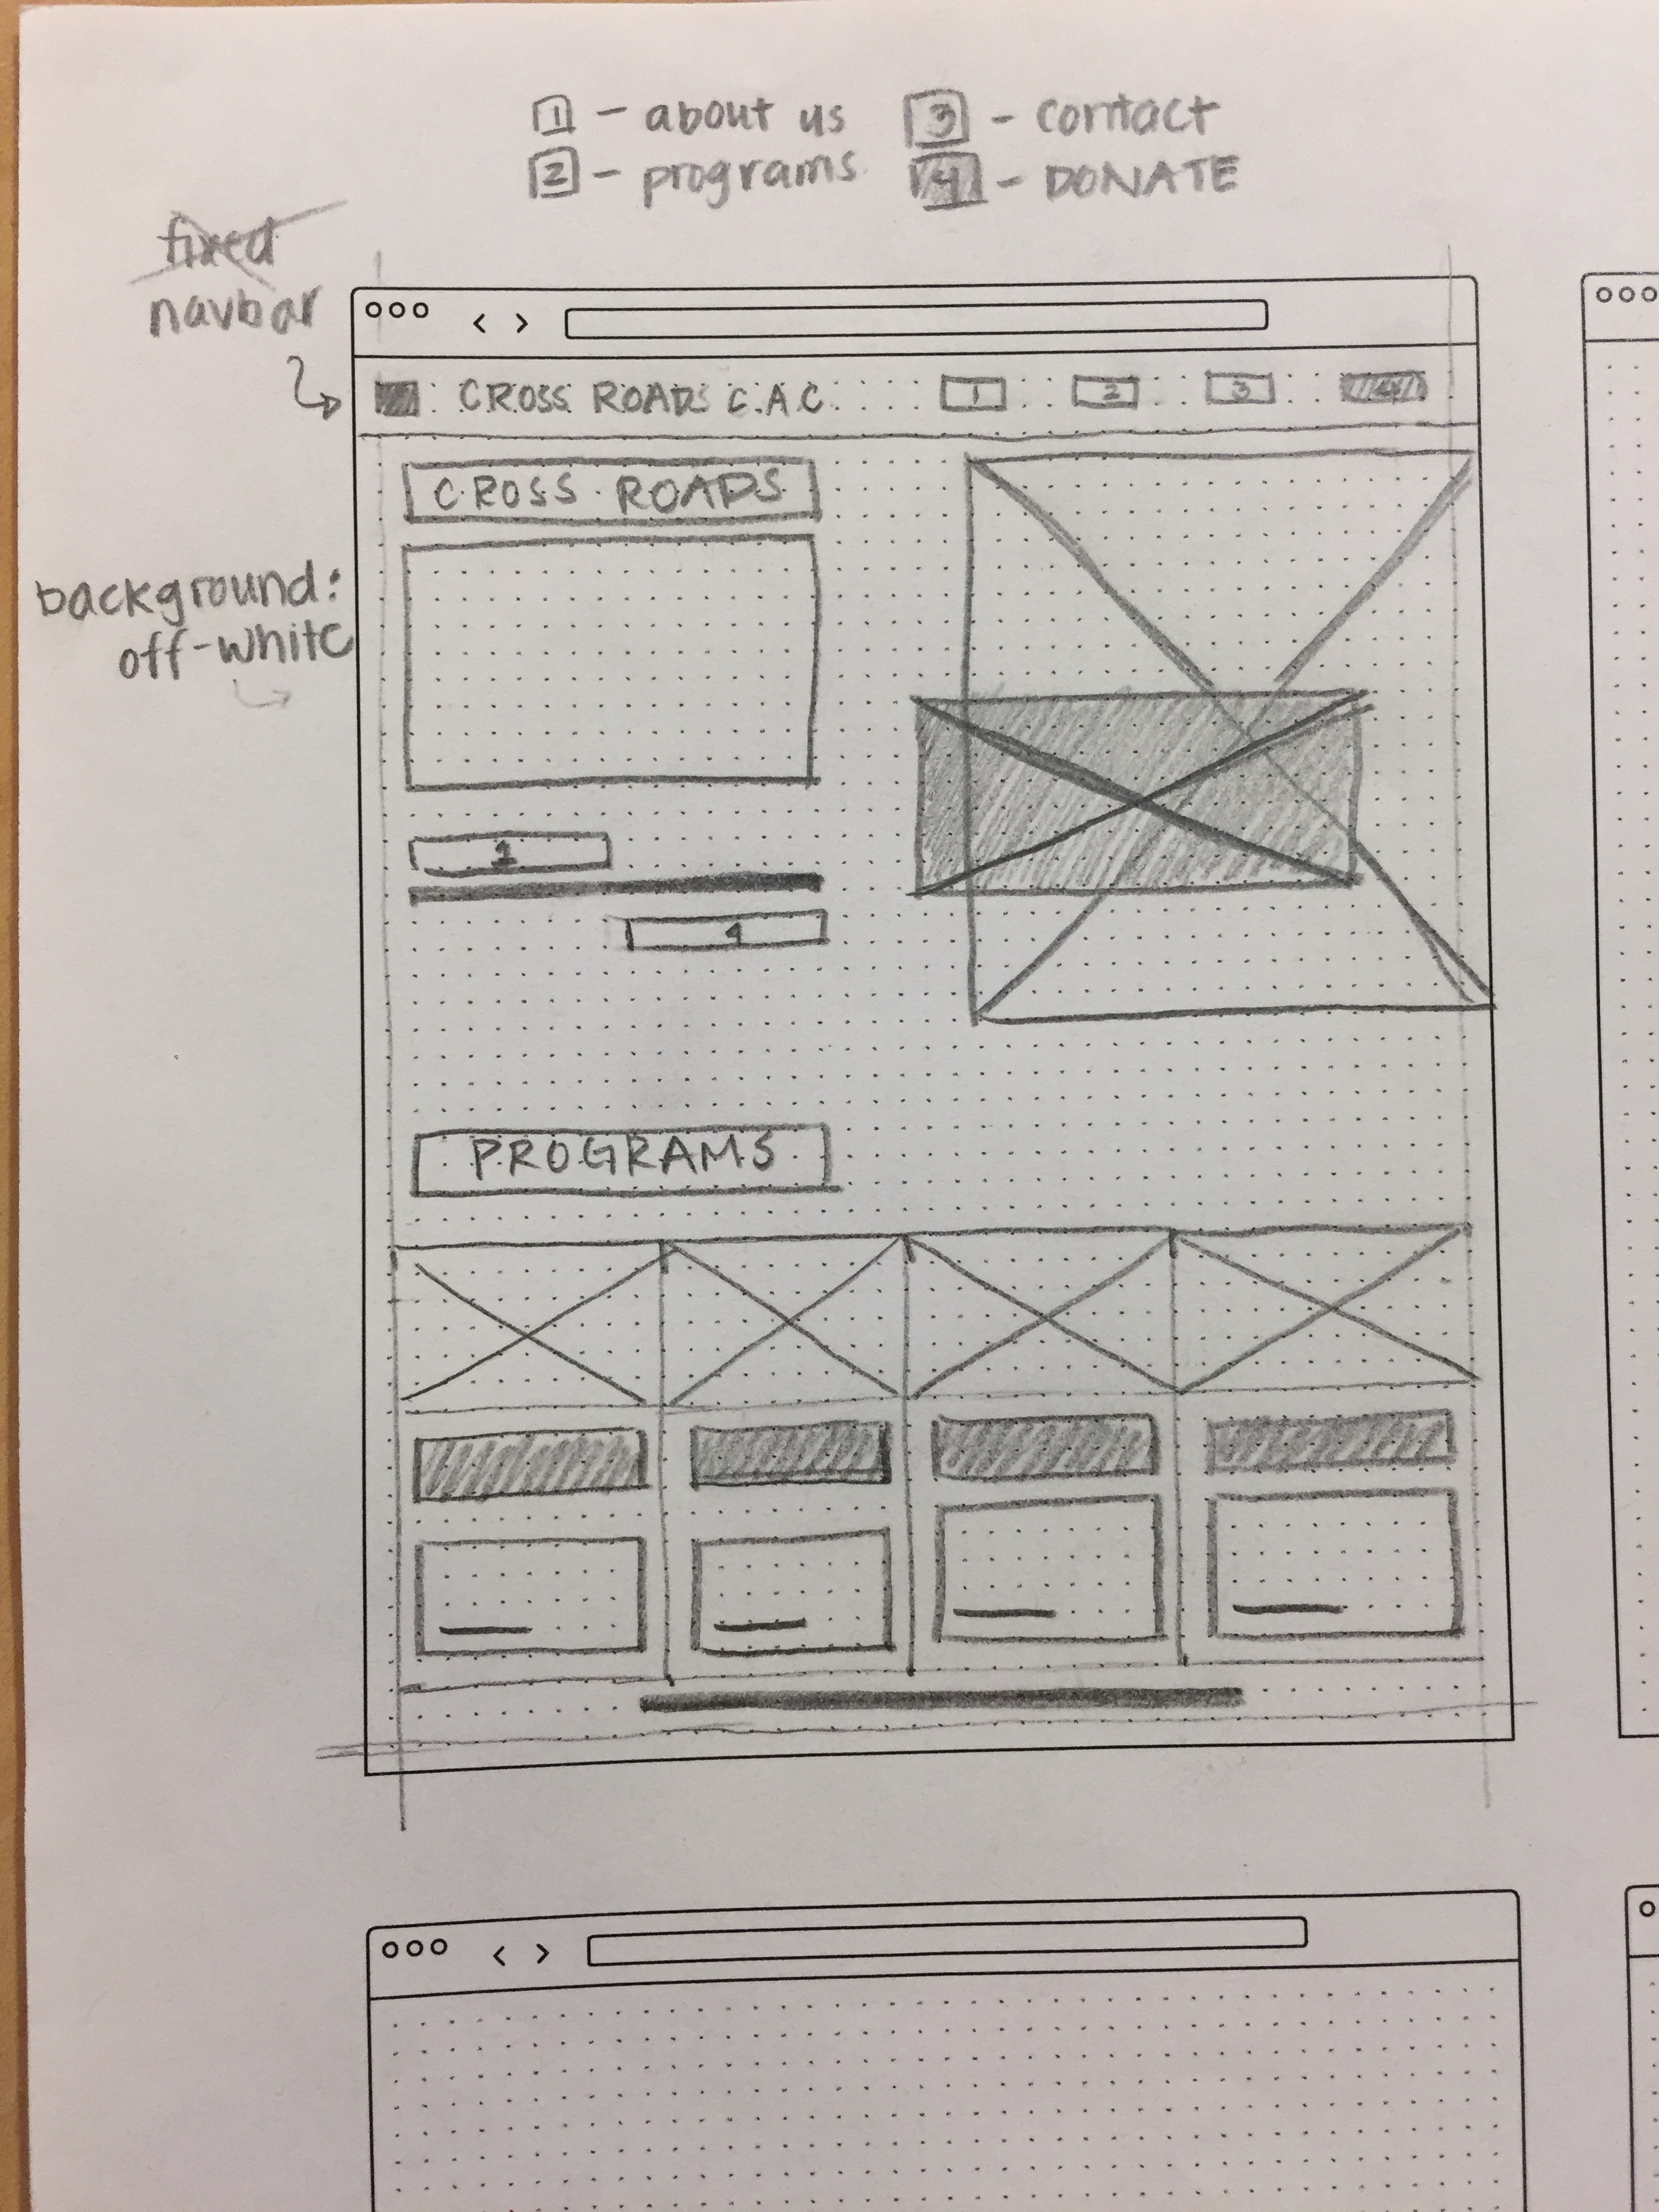 1 - about us 3 - contact
2 - programs 4 - DONATE
fixed
navbar
CROSS ROADS C.A.C. 1 2 3 4
CROSS ROADS
background:
off-white
1
4
PROGRAMS